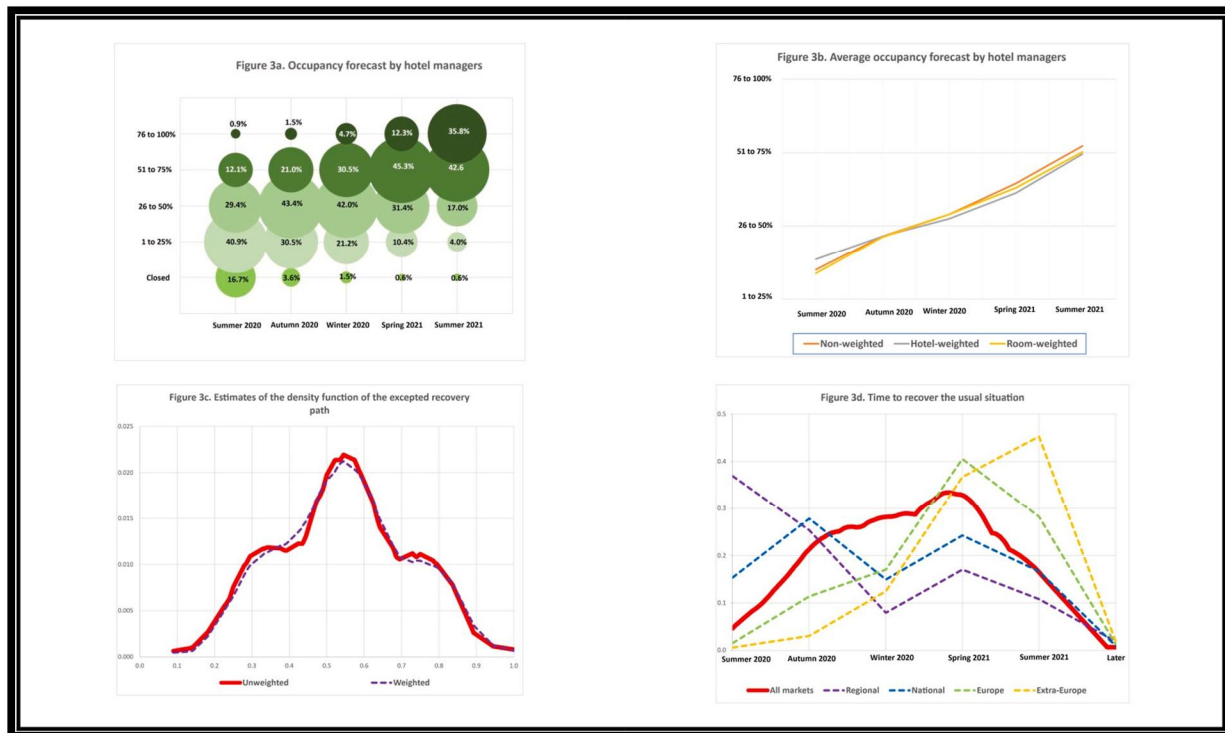 Figure 3a. Occupancy forecast by hotel managers
0.9% 1.5%
76 to 100% 4.7% 12.3% 35.8%
51 to 75% 12.1% 21.0% 30.5% 45.3% 42.6
26 to 50% 29.4% 43.4% 42.0% 31.4% 17.0%
1 to 25% 40.9% 30.5% 21.2% 10.4% 4.0%
Closed 16.7% 3.6% 1.5% 0.6% 0.6%
Summer 2020 Autumn 2020 Winter 2020 Spring 2021 Summer 2021
Figure 3b. Average occupancy forecast by hotel managers
76 to 100%
51 to 75%
26 to 50%
1 to 25%
Summer 2020 Autumn 2020 Winter 2020 Spring 2021 Summer 2021
Non-weighted Hotel-weighted Room-weighted
Figure 3c. Estimates of the density function of the excepted recovery
path
0.025
0.020
0.015
0.010
0.005
0.000
0.0 0.1 0.2 0.3 0.4 0.5 0.6 0.7 0.8 0.9 1.0
Unweighted Weighted
Figure 3d. Time to recover the usual situation
0.5
0.4
0.3
0.2
0.1
0.0
Summer 2020 Autumn 2020 Winter 2020 Spring 2021 Summer 2021 Later
All markets Regional National Europe Extra-Europe